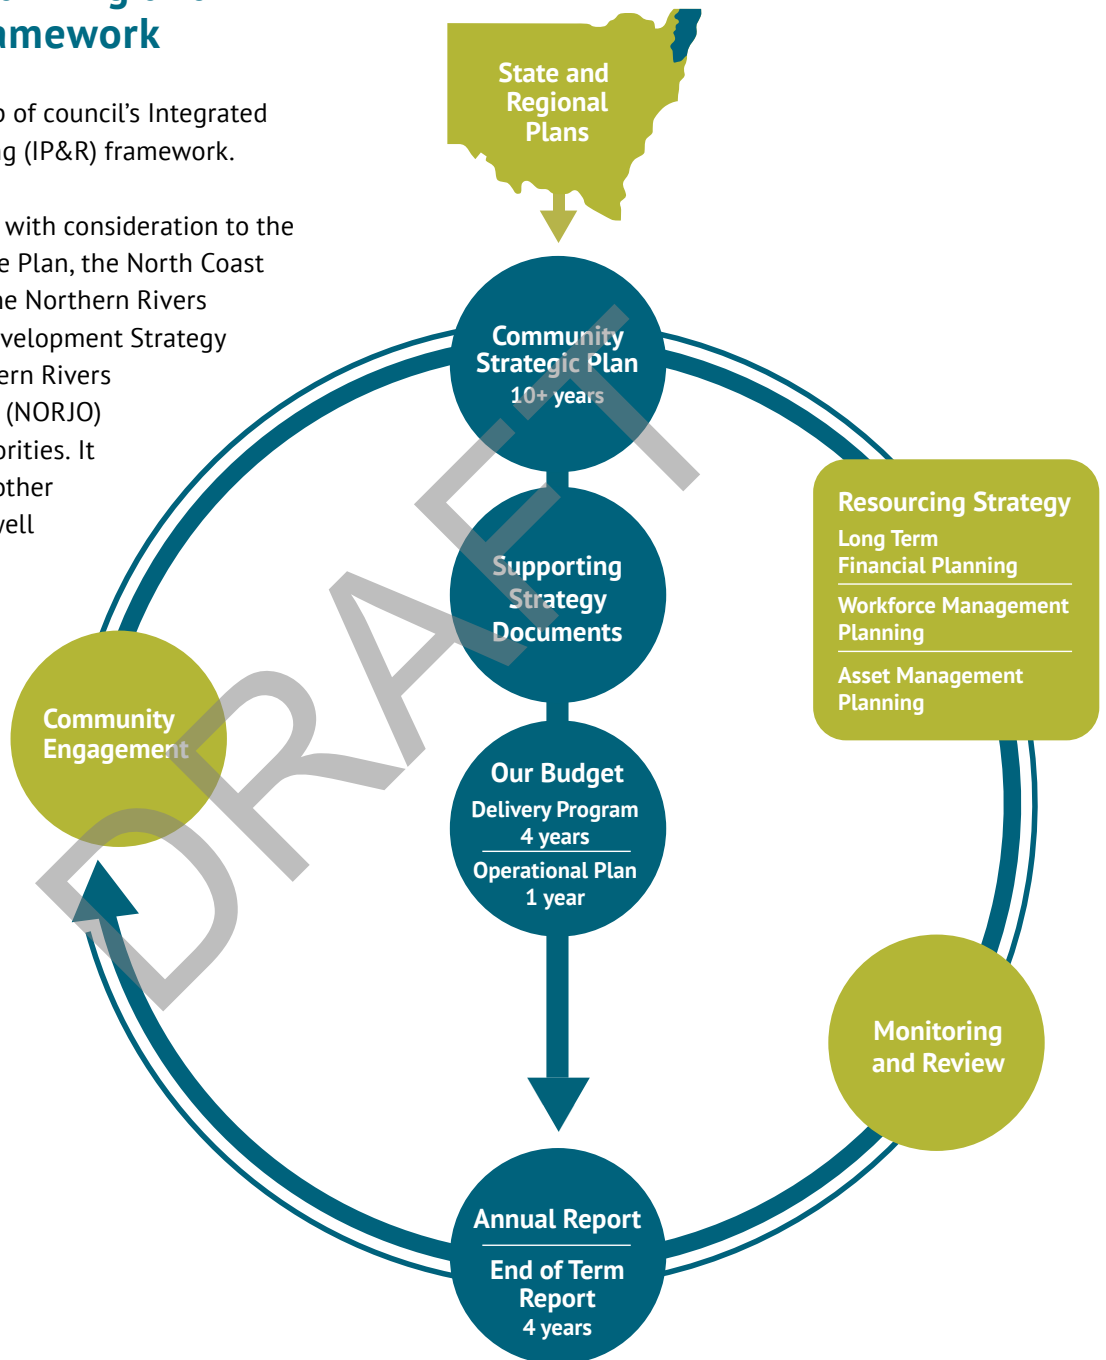 amework
o of council's Integrated
g (IP&R) framework.
with consideration to the
e Plan, the North Coast
e Northern Rivers
velopment Strategy
ern Rivers
(NORJO)
orities. It
other
vell
State and
Regional
Plans
Community
Strategic Plan
10+ years
Supporting
Strategy
Documents
Our Budget
Delivery Program
4 years
Operational Plan
1 year
Annual Report
End of Term
Report
4 years
Resourcing Strategy
Long Term
Financial Planning
Workforce Management
Planning
Asset Management
Planning
Monitoring
and Review
Community
Engagement
DRAFT